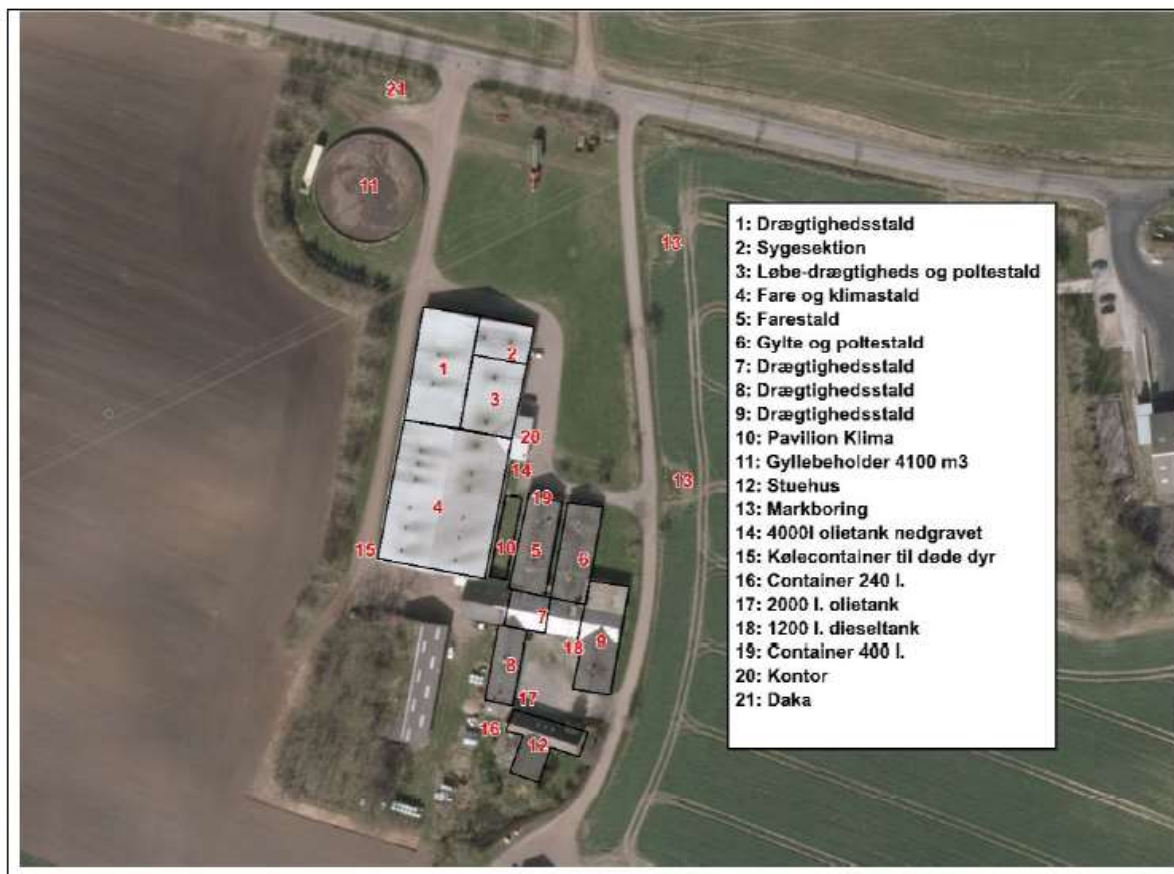 21
11
13
1: Drægtighedsstald
2: Sygesektion
3: Løbe-drægtigheds og poltestald
4: Fare og klimastald
5: Farestald
6: Gylte og poltestald
7: Drægtighedsstald
8: Drægtighedsstald
9: Drægtighedsstald
10: Pavilion Klima
11: Gyllebeholder 4100 m3
12: Stuehus
13: Markboring
14: 4000l olietank nedgravet
15: Kølecontainer til døde dyr
16: Container 240 l.
17: 2000 l. olietank
18: 1200 l. dieseltank
19: Container 400 l.
20: Kontor
21: Daka
2
1
3
20
14
13
19
4
15
10
5
6
7
18
9
8
17
16
12